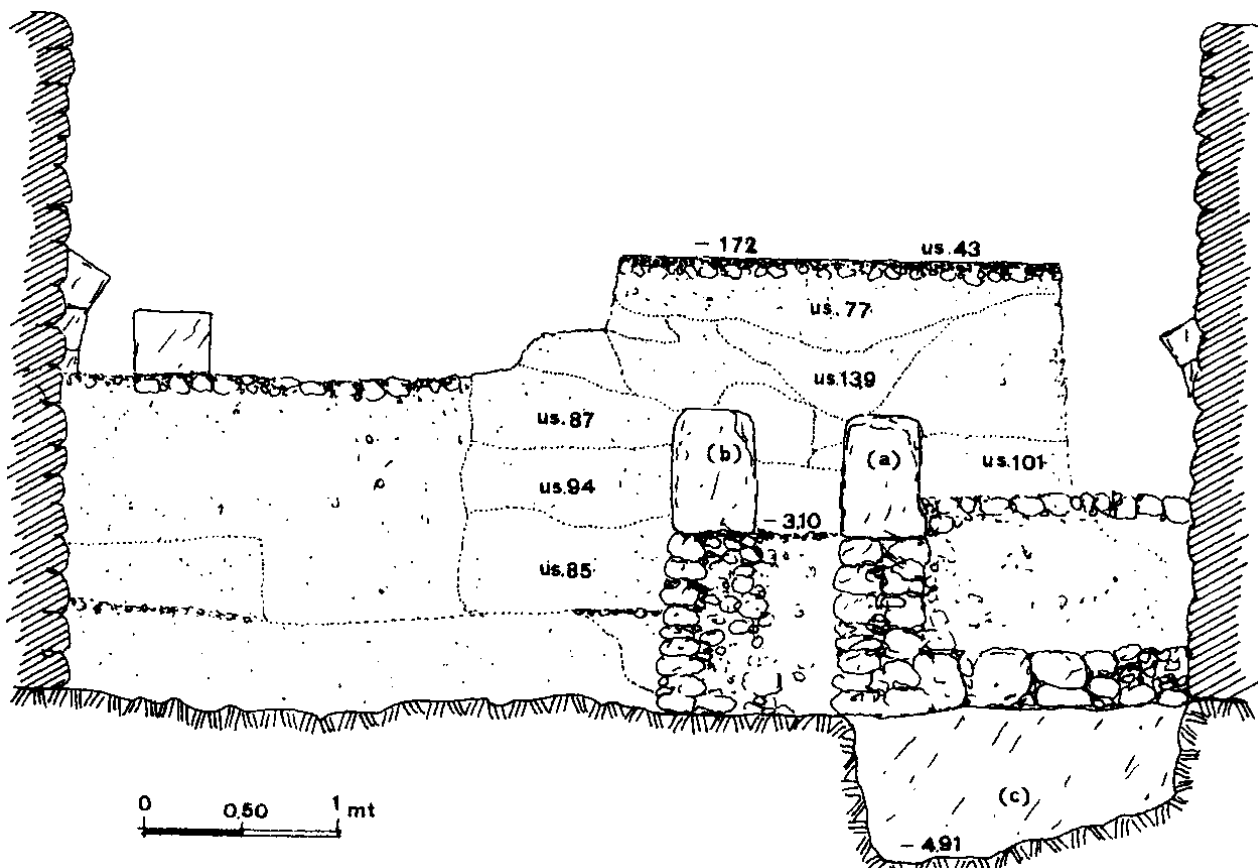 – 172
us.43
us.77
us.139
us.87
(b)
(a)
us.101
us.94
– 3.10
us.85
(c)
– 4.91
0
0,50
1 mt